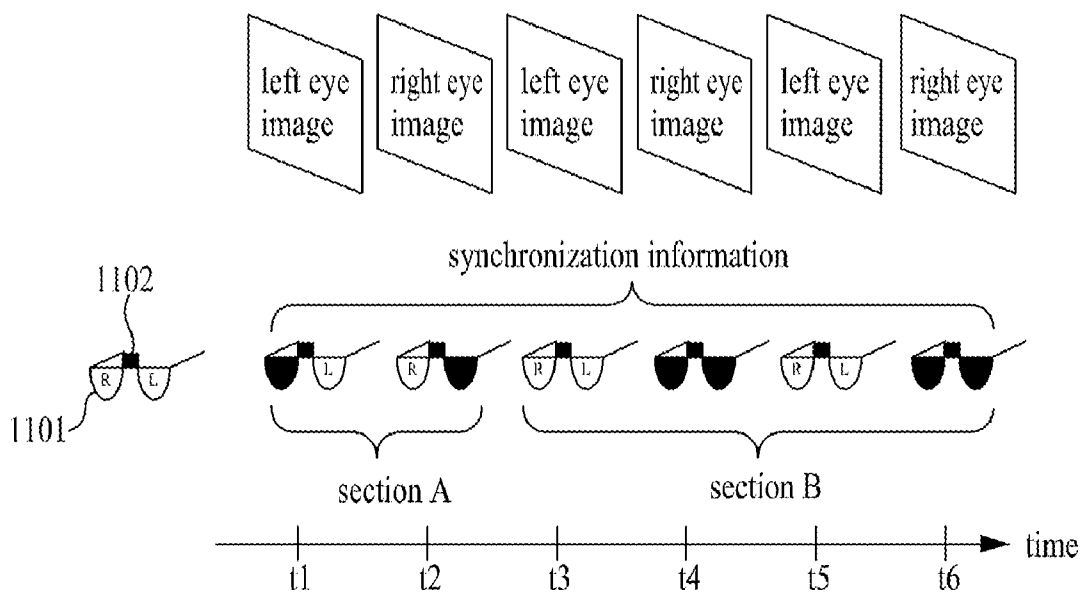 left eye
image
right eye
image
left eye
image
right eye
image
left eye
image
right eye
image
synchronization information
1102
R L
L
R
R L
R L
1101
section A
section B
time
t1 t2 t3 t4 t5 t6